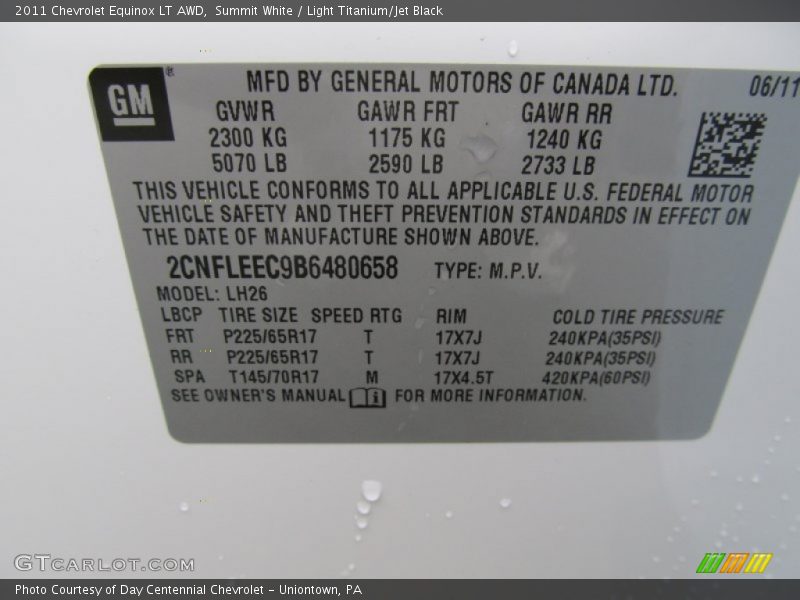 2011 Chevrolet Equinox LT AWD, Summit White / Light Titanium/Jet Black
GM®
MFD BY GENERAL MOTORS OF CANADA LTD. 06/11
GVWR GAWR FRT GAWR RR
2300 KG 1175 KG 1240 KG
5070 LB 2590 LB 2733 LB
THIS VEHICLE CONFORMS TO ALL APPLICABLE U.S. FEDERAL MOTOR
VEHICLE SAFETY AND THEFT PREVENTION STANDARDS IN EFFECT ON
THE DATE OF MANUFACTURE SHOWN ABOVE.
2CNFLEEC9B6480658 TYPE: M.P.V.
MODEL: LH26
LBCP TIRE SIZE SPEED RTG RIM COLD TIRE PRESSURE
FRT P225/65R17 T 17X7J 240KPA(35PSI)
RR P225/65R17 T 17X7J 240KPA(35PSI)
SPA T145/70R17 M 17X4.5T 420KPA(60PSI)
SEE OWNER'S MANUAL i FOR MORE INFORMATION.
GTCARLOT.COM
Photo Courtesy of Day Centennial Chevrolet - Uniontown, PA